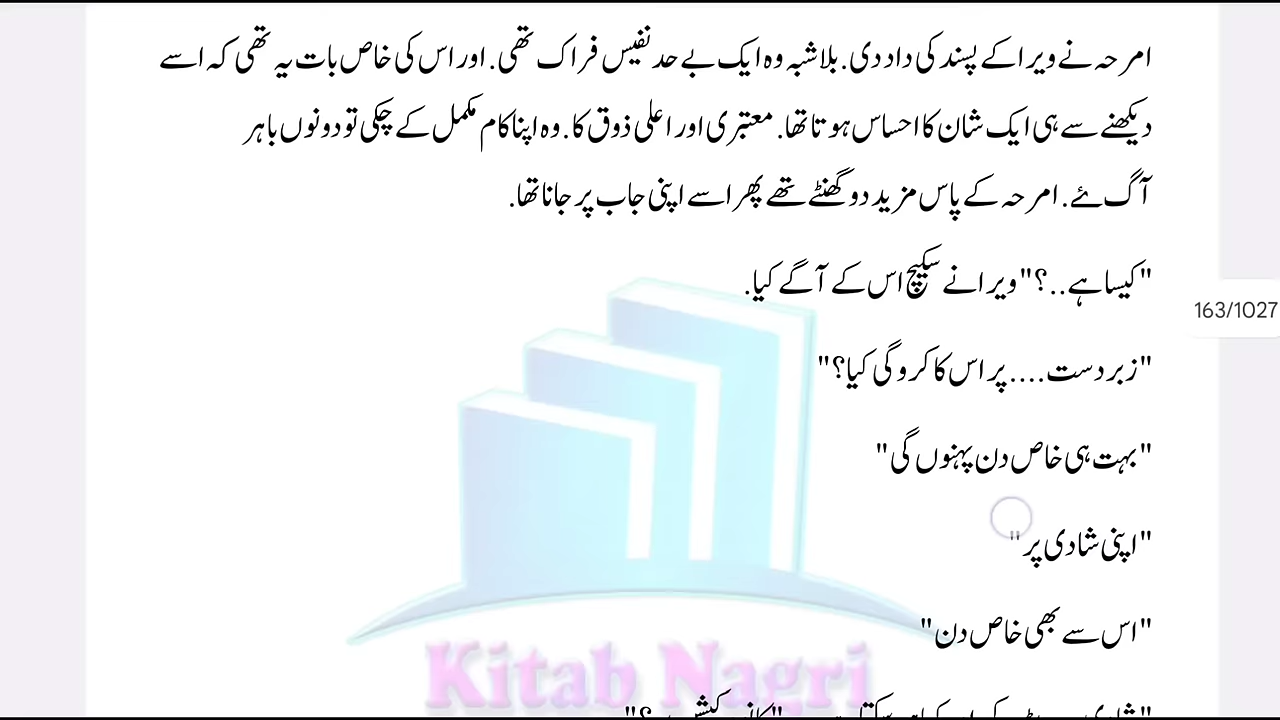 امرحہ نے ویرا کے پسند کی داد دی. بلاشبہ وہ ایک بے حد نفیس فراک تھی. اور اس کی خاص بات یہ تھی کہ اسے
دیکھنے سے ہی ایک شان کا احساس ہوتا تھا. معتبری اور اعلی ذوق کا. وہ اپنا کام مکمل کے چکی تو دونوں باہر
آگ ئے. امرحہ کے پاس مزید دو گھنٹے تھے پھر اسے اپنی جاب پر جانا تھا.
"کیسا ہے..؟" ویرا نے سکیچ اس کے آگے کیا.
163/1027
"زبردست.... پر اس کا کرو گی کیا؟"
"بہت ہی خاص دن پہنوں گی"
"اپنی شادی پر"
"اس سے بھی خاص دن"
Kitab Nagri